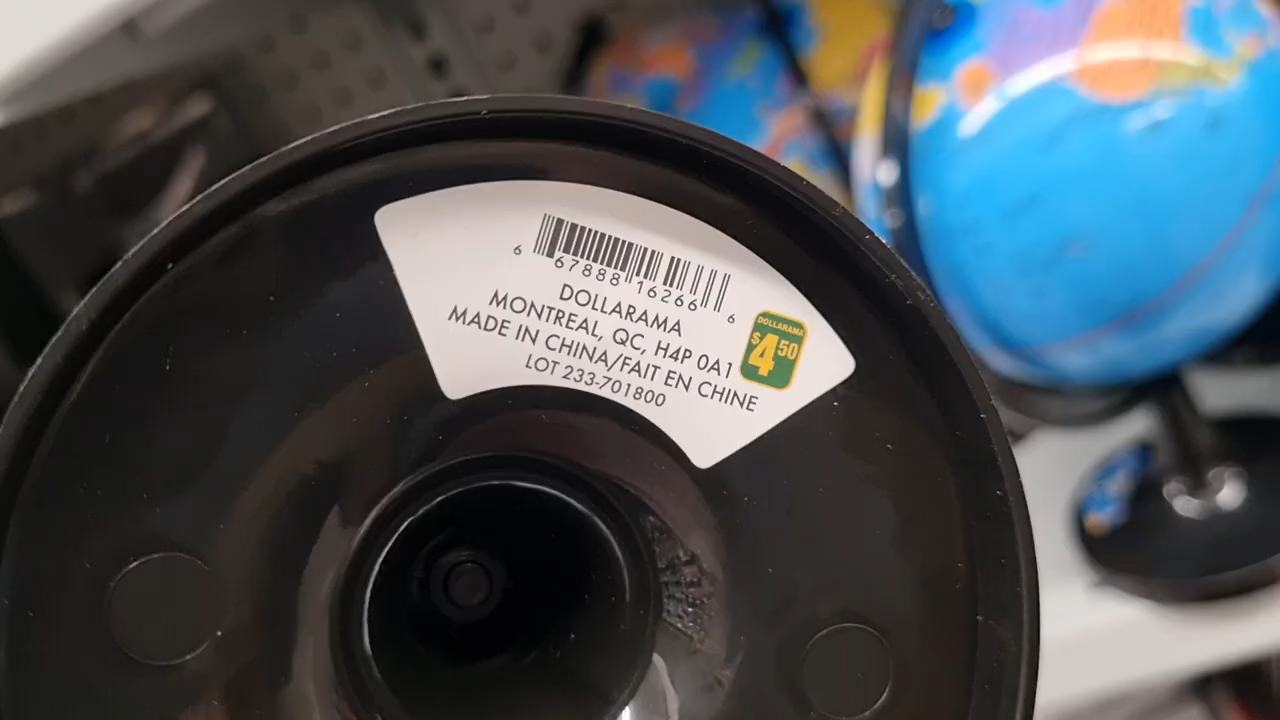 6 67888 16266 6
DOLLARAMA
MONTREAL, QC, H4P 0A1
MADE IN CHINA/FAIT EN CHINE
LOT 233-701800
DOLLARAMA
$4.50